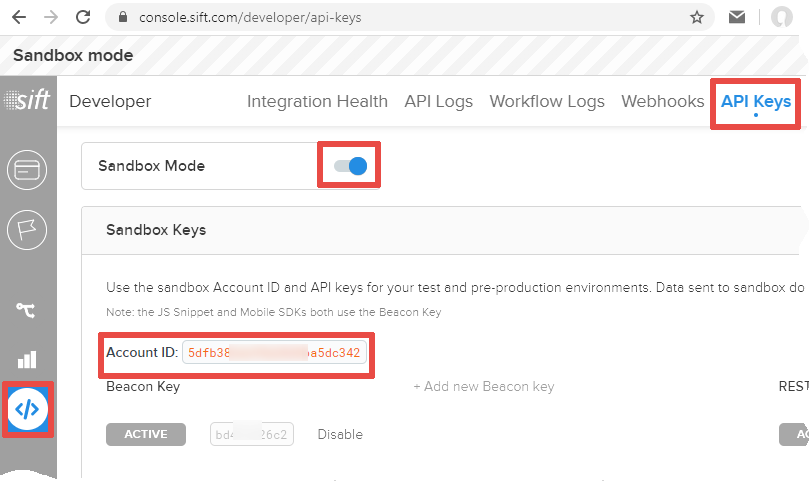 console.sift.com/developer/api-keys
Sandbox mode
sift
Developer Integration Health API Logs Workflow Logs Webhooks API Keys
Sandbox Mode
Sandbox Keys
Use the sandbox Account ID and API keys for your test and pre-production environments. Data sent to sandbox do
Note: the JS Snippet and Mobile SDKs both use the Beacon Key
Account ID: 5dfb38 a5dc342
Beacon Key + Add new Beacon key REST
ACTIVE bd4 26c2 Disable AC